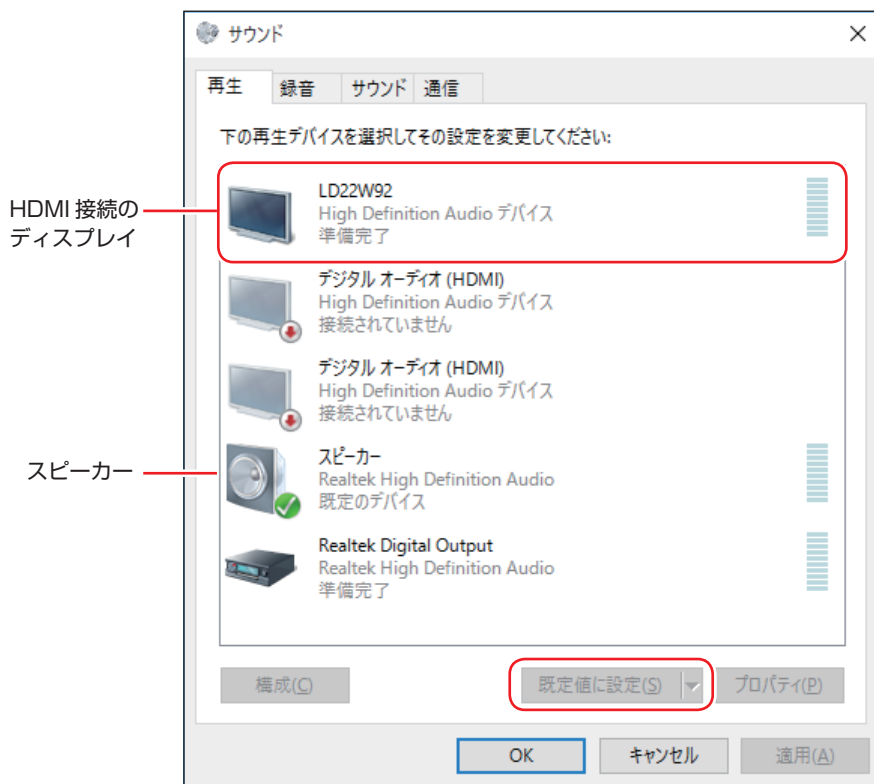 サウンド
再生 録音 サウンド 通信
下の再生デバイスを選択してその設定を変更してください:
HDMI 接続の
ディスプレイ
LD22W92
High Definition Audio デバイス
準備完了
デジタル オーディオ (HDMI)
High Definition Audio デバイス
接続されていません
デジタル オーディオ (HDMI)
High Definition Audio デバイス
接続されていません
スピーカー
スピーカー
Realtek High Definition Audio
既定のデバイス
Realtek Digital Output
Realtek High Definition Audio
準備完了
構成(C) 既定値に設定(S) プロパティ(P)
OK キャンセル 適用(A)